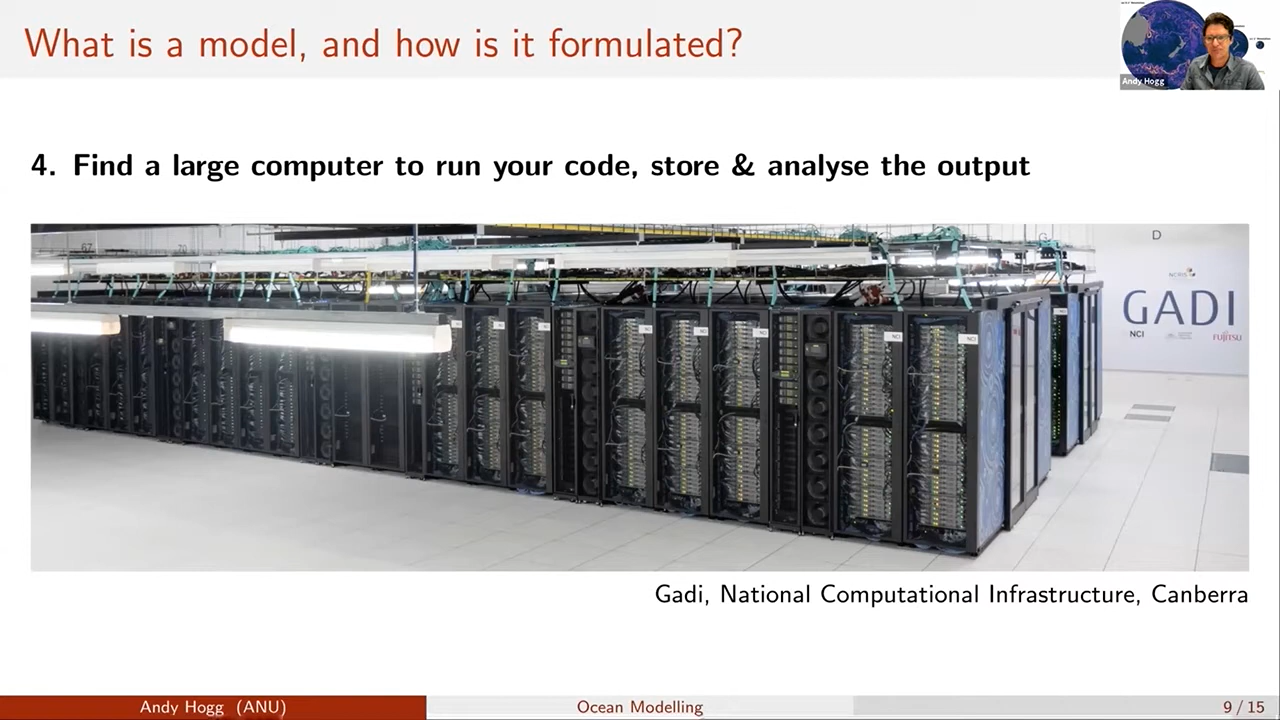 What is a model, and how is it formulated?
Andy Hogg
4. Find a large computer to run your code, store & analyse the output
D
NCRIS
GADI
NCI
FUJITSU
Gadi, National Computational Infrastructure, Canberra
Andy Hogg (ANU)
Ocean Modelling
9 / 15